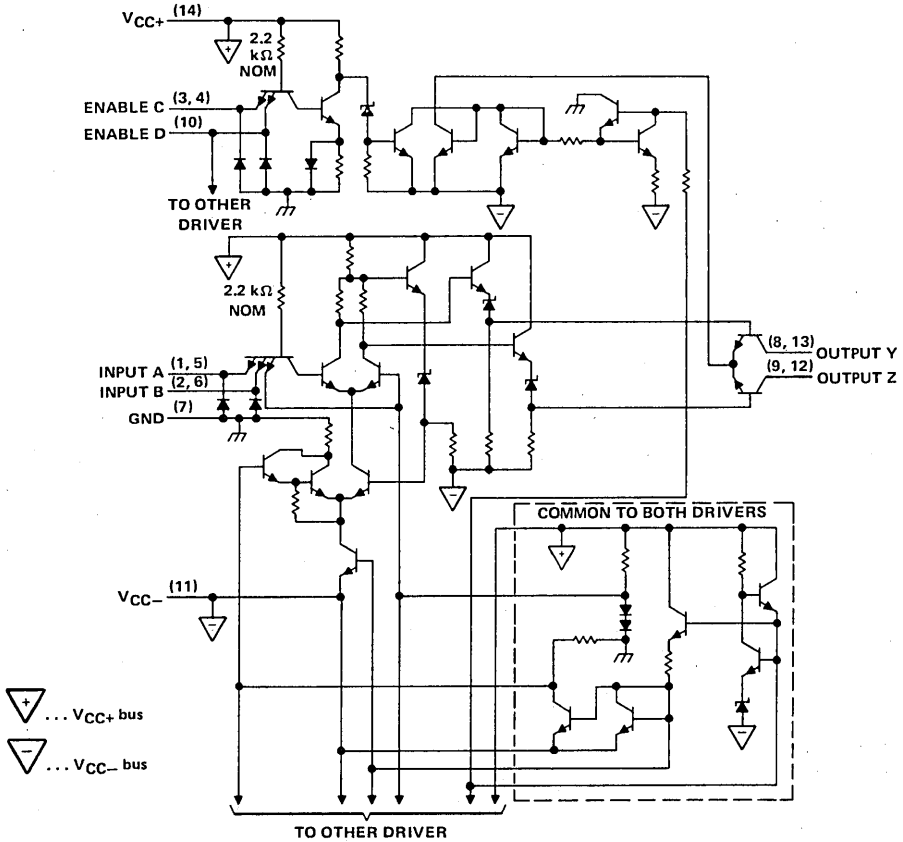 VCC+ (14)
+
2.2
kΩ
NOM
ENABLE C (3, 4)
ENABLE D (10)
TO OTHER
DRIVER
−
−
+
2.2 kΩ
NOM
INPUT A (1, 5)
INPUT B (2, 6)
GND (7)
(8, 13) OUTPUT Y
(9, 12) OUTPUT Z
−
COMMON TO BOTH DRIVERS
+
VCC− (11)
−
−
+ ... VCC+ bus
− ... VCC− bus
TO OTHER DRIVER